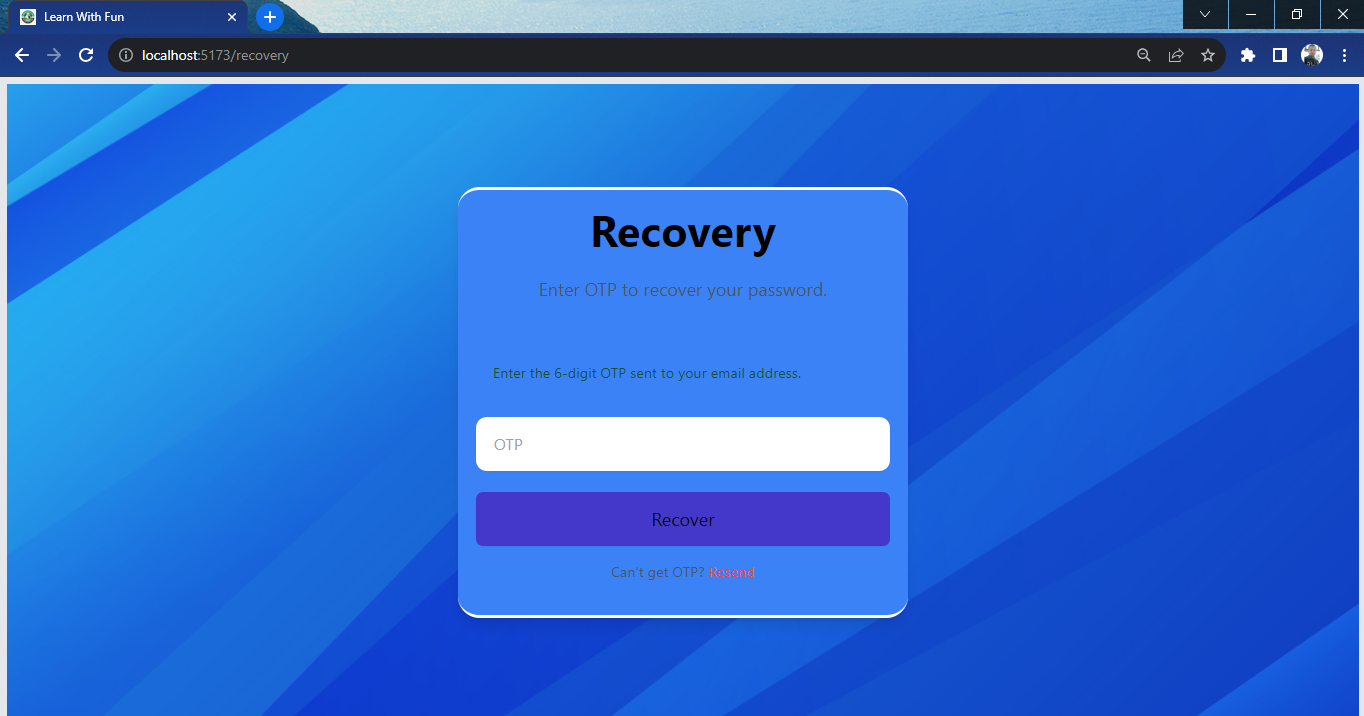 Learn With Fun
localhost:5173/recovery
Recovery
Enter OTP to recover your password.
Enter the 6-digit OTP sent to your email address.
OTP
Recover
Can't get OTP? Resend